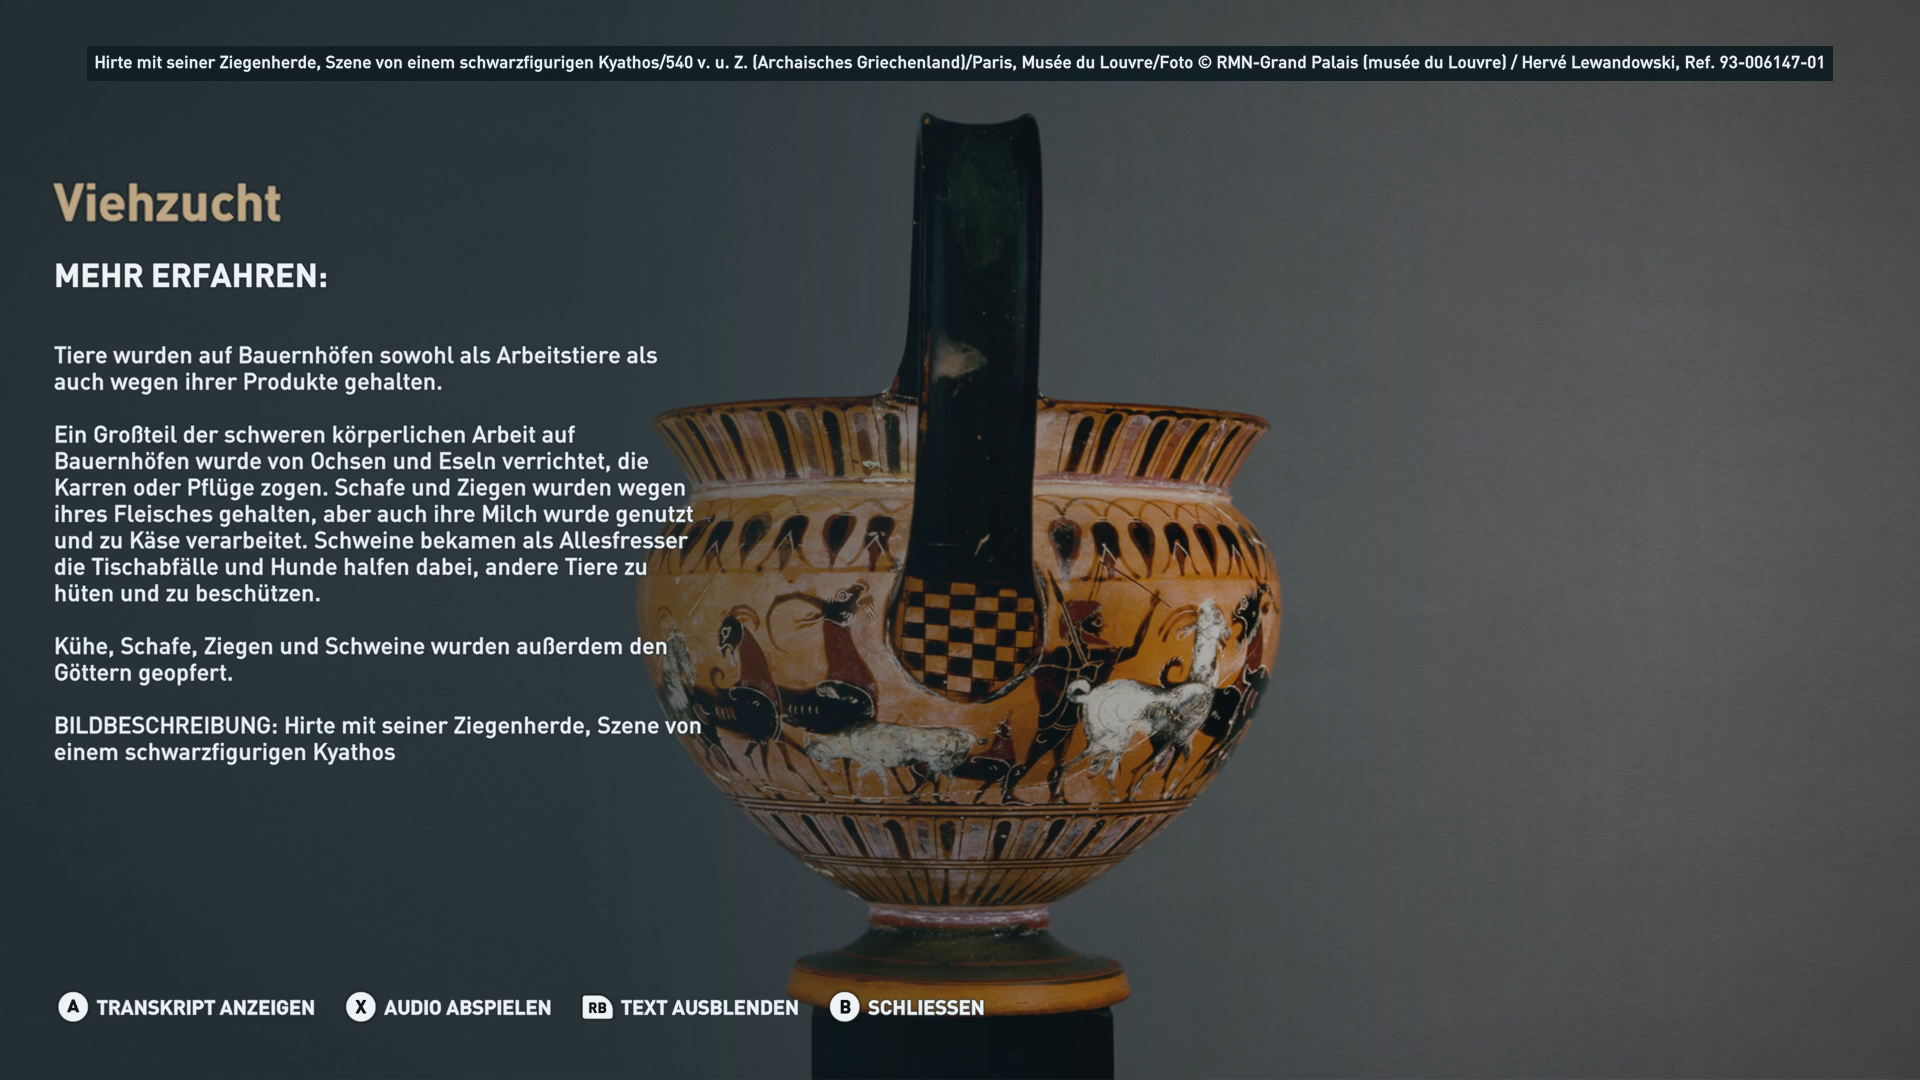 Hirte mit seiner Ziegenherde, Szene von einem schwarzfigurigen Kyathos/540 v. u. Z. (Archaisches Griechenland)/Paris, Musée du Louvre/Foto © RMN-Grand Palais (musée du Louvre) / Hervé Lewandowski, Ref. 93-006147-01
Viehzucht
MEHR ERFAHREN:
Tiere wurden auf Bauernhöfen sowohl als Arbeitstiere als
auch wegen ihrer Produkte gehalten.
Ein Großteil der schweren körperlichen Arbeit auf
Bauernhöfen wurde von Ochsen und Eseln verrichtet, die
Karren oder Pflüge zogen. Schafe und Ziegen wurden wegen
ihres Fleisches gehalten, aber auch ihre Milch wurde genutzt
und zu Käse verarbeitet. Schweine bekamen als Allesfresser
die Tischabfälle und Hunde halfen dabei, andere Tiere zu
hüten und zu beschützen.
Kühe, Schafe, Ziegen und Schweine wurden außerdem den
Göttern geopfert.
BILDBESCHREIBUNG: Hirte mit seiner Ziegenherde, Szene von
einem schwarzfigurigen Kyathos
A TRANSKRIPT ANZEIGEN X AUDIO ABSPIELEN RB TEXT AUSBLENDEN B SCHLIESSEN